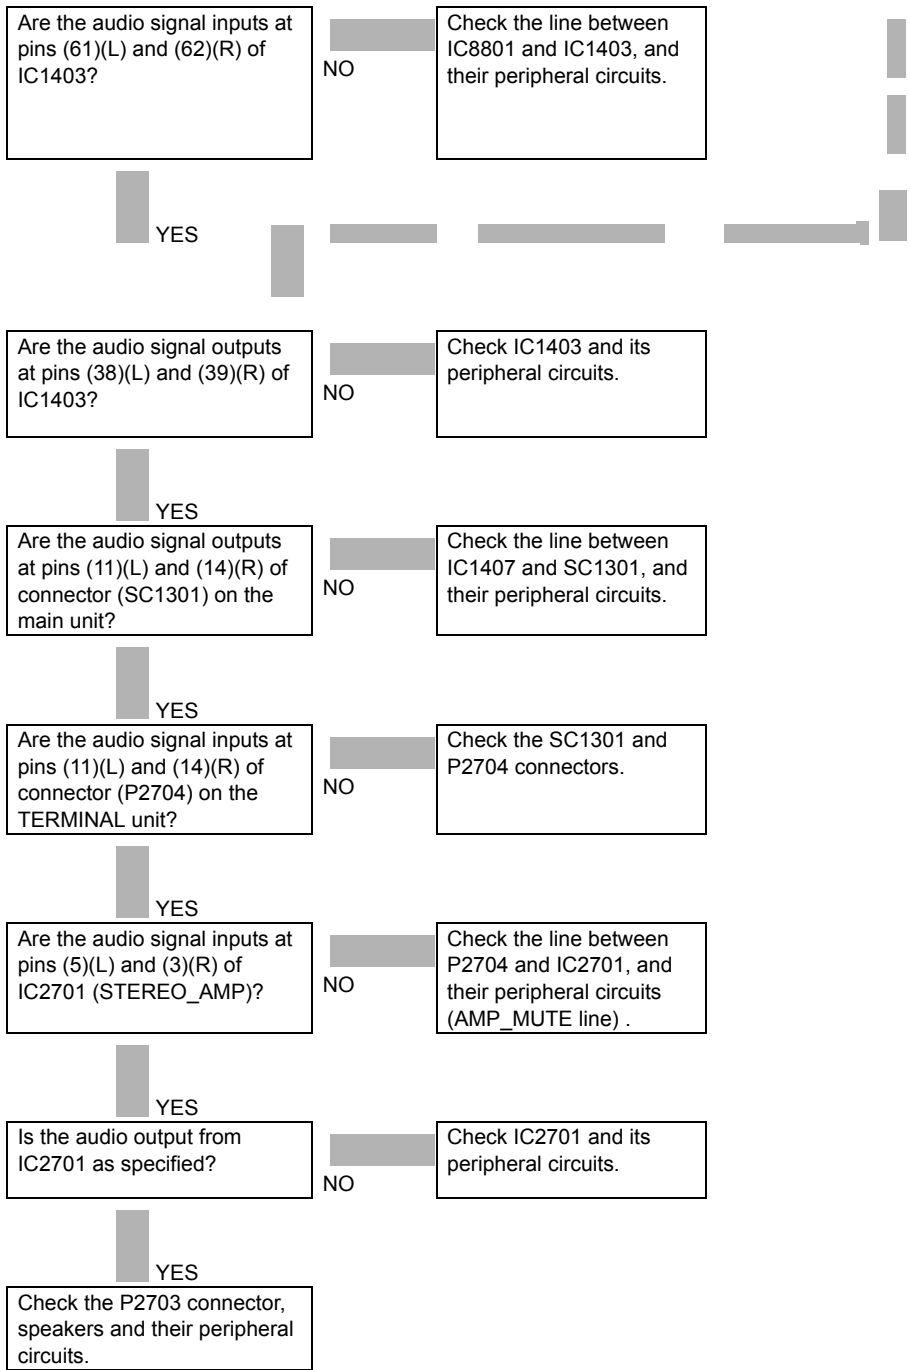 Are the audio signal inputs at
pins (61)(L) and (62)(R) of
IC1403?
NO
Check the line between
IC8801 and IC1403, and
their peripheral circuits.
YES
Are the audio signal outputs
at pins (38)(L) and (39)(R) of
IC1403?
NO
Check IC1403 and its
peripheral circuits.
YES
Are the audio signal outputs
at pins (11)(L) and (14)(R) of
connector (SC1301) on the
main unit?
NO
Check the line between
IC1407 and SC1301, and
their peripheral circuits.
YES
Are the audio signal inputs at
pins (11)(L) and (14)(R) of
connector (P2704) on the
TERMINAL unit?
NO
Check the SC1301 and
P2704 connectors.
YES
Are the audio signal inputs at
pins (5)(L) and (3)(R) of
IC2701 (STEREO_AMP)?
NO
Check the line between
P2704 and IC2701, and
their peripheral circuits
(AMP_MUTE line) .
YES
Is the audio output from
IC2701 as specified?
NO
Check IC2701 and its
peripheral circuits.
YES
Check the P2703 connector,
speakers and their peripheral
circuits.